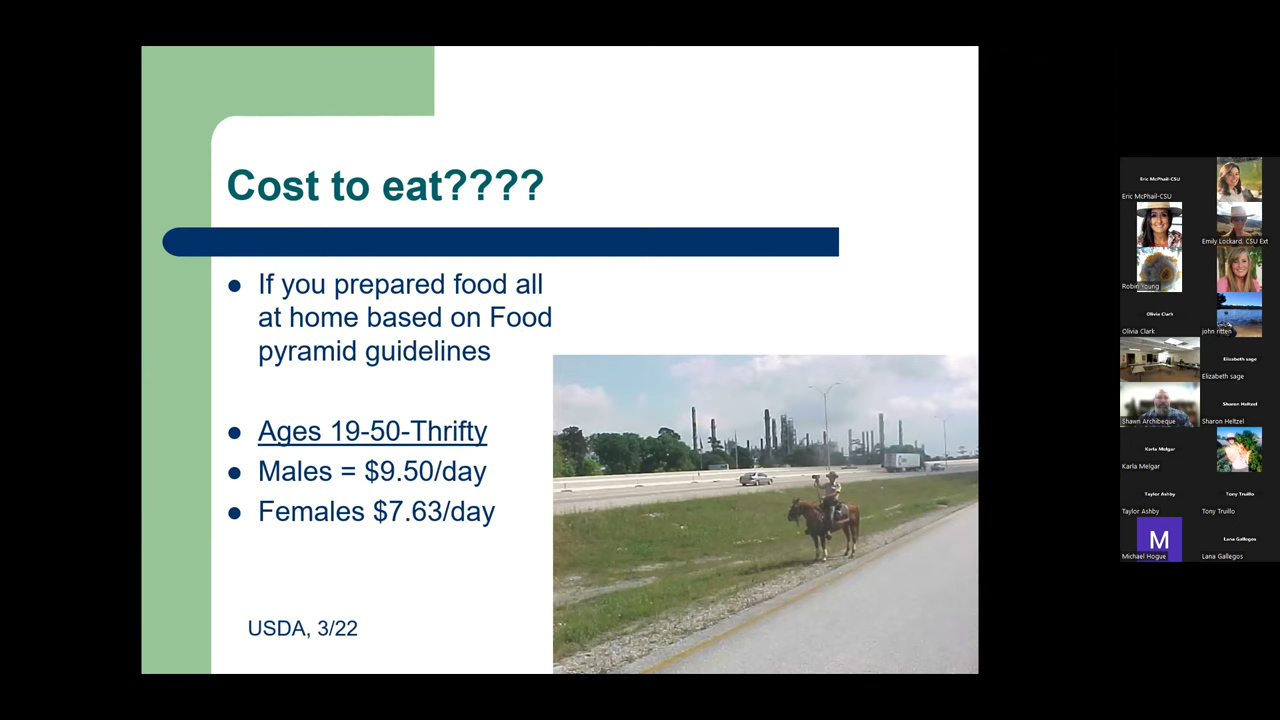 Cost to eat????
If you prepared food all
at home based on Food
pyramid guidelines
Ages 19-50-Thrifty
Males = $9.50/day
Females $7.63/day
USDA, 3/22
Eric McPhail-CSU
Eric McPhail-CSU
Emily Lockard, CSU Ext
Robin Young
Olivia Clark
Olivia Clark
john ritten
Elizabeth sage
Elizabeth sage
Shawn Archibeque
Sharon Heltzel
Sharon Heltzel
Karla Melgar
Karla Melgar
Taylor Ashby
Tony Truillo
Taylor Ashby
Tony Truillo
M
Michael Hogue
Lana Gallegos
Lana Gallegos